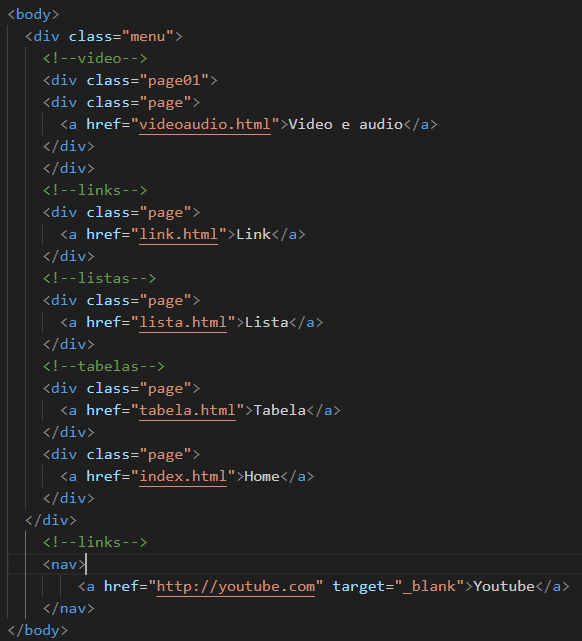 <body>
<div class="menu">
<!--video-->
<div class="page01">
<div class="page">
<a href="videoaudio.html">Video e audio</a>
</div>
</div>
<!--links-->
<div class="page">
<a href="link.html">Link</a>
</div>
<!--listas-->
<div class="page">
<a href="lista.html">Lista</a>
</div>
<!--tabelas-->
<div class="page">
<a href="tabela.html">Tabela</a>
</div>
<div class="page">
<a href="index.html">Home</a>
</div>
</div>
<!--links-->
<nav>
<a href="http://youtube.com" target="_blank">Youtube</a>
</nav>
</body>